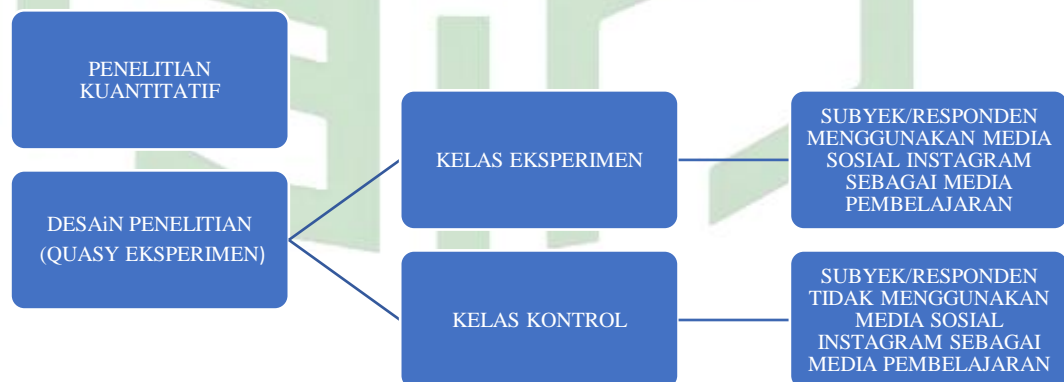 PENELITIAN
KUANTITATIF
DESAiN PENELITIAN
(QUASY EKSPERIMEN)
KELAS EKSPERIMEN
SUBYEK/RESPONDEN
MENGGUNAKAN MEDIA
SOSIAL INSTAGRAM
SEBAGAI MEDIA
PEMBELAJARAN
KELAS KONTROL
SUBYEK/RESPONDEN
TIDAK MENGGUNAKAN
MEDIA SOSIAL
INSTAGRAM SEBAGAI
MEDIA PEMBELAJARAN